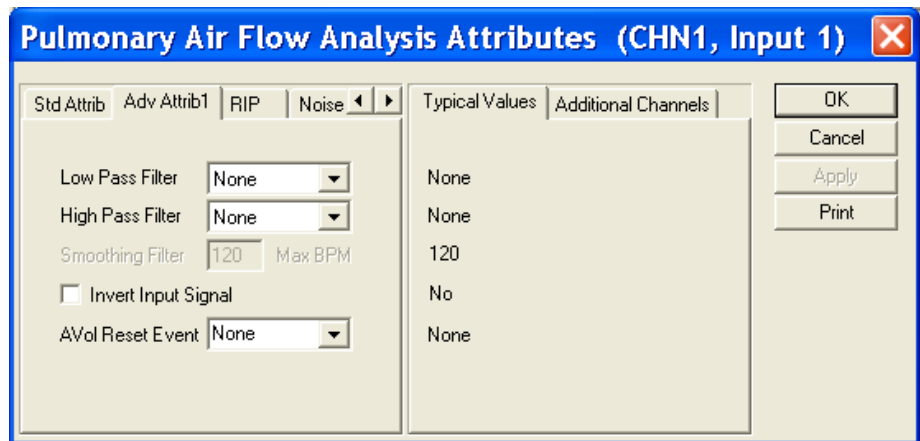 Pulmonary Air Flow Analysis Attributes (CHN1, Input 1)
Std Attrib Adv Attrib1 RIP Noise
Typical Values Additional Channels
OK
Cancel
Apply
Print
Low Pass Filter None None
High Pass Filter None None
Smoothing Filter 120 Max BPM 120
Invert Input Signal No
AVol Reset Event None None